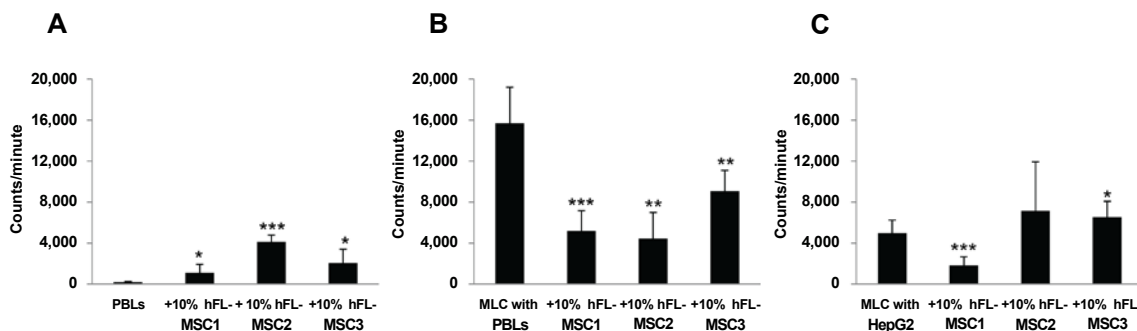 A
B
C
Counts/minute
20,000
16,000
12,000
8,000
4,000
0
*
***
*
PBLs
+10% hFL-
MSC1
+ 10% hFL-
MSC2
+10% hFL-
MSC3
Counts/minute
20,000
16,000
12,000
8,000
4,000
0
***
**
**
MLC with
PBLs
+10% hFL-
MSC1
+10% hFL-
MSC2
+10% hFL-
MSC3
Counts/minute
20,000
16,000
12,000
8,000
4,000
0
***
*
MLC with
HepG2
+10% hFL-
MSC1
+10% hFL-
MSC2
+10% hFL-
MSC3